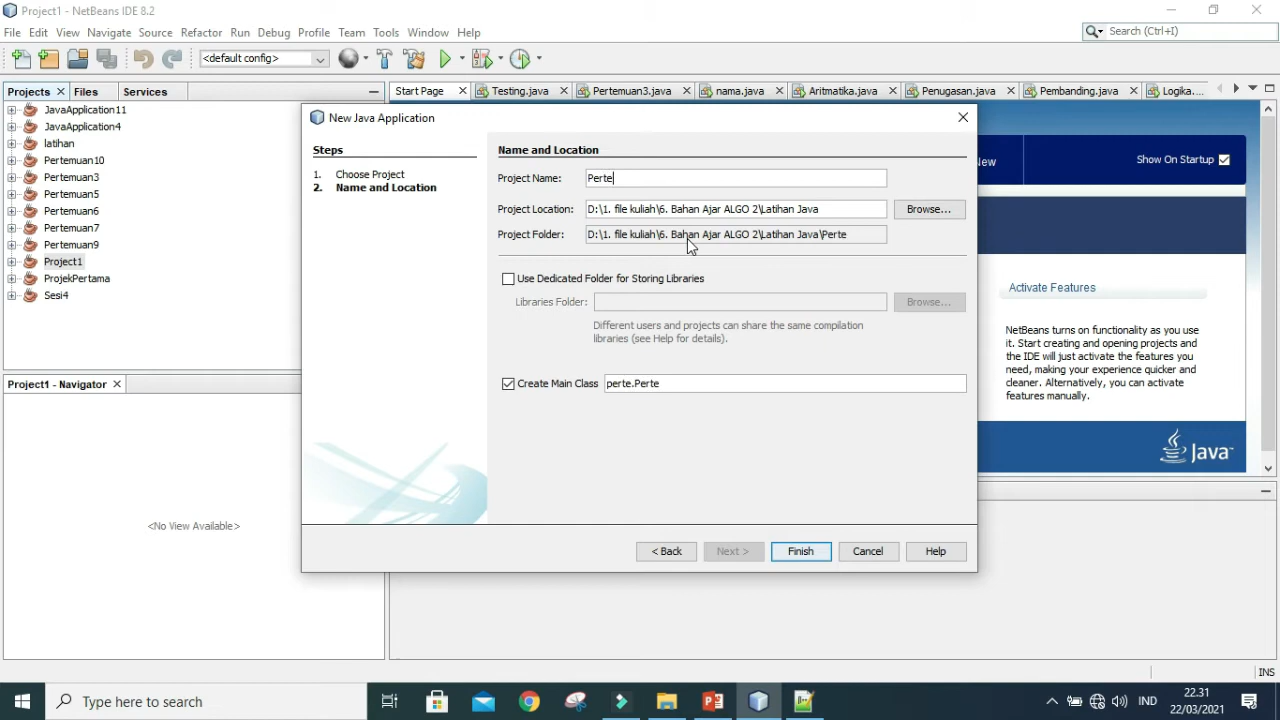 Project1 - NetBeans IDE 8.2
File Edit View Navigate Source Refactor Run Debug Profile Team Tools Window Help
Search (Ctrl+I)
<default config>
Projects Files Services
Start Page Testing.java Pertemuan3.java nama.java Aritmatika.java Penugasan.java Pembanding.java Logika....
JavaApplication11
JavaApplication4
latihan
Pertemuan10
Pertemuan3
Pertemuan5
Pertemuan6
Pertemuan7
Pertemuan9
Project1
ProjekPertama
Sesi4
Project1 - Navigator
<No View Available>
New Java Application
Steps
1. Choose Project
2. Name and Location
Name and Location
Project Name: Perte
Project Location: D:\1. file kuliah\6. Bahan Ajar ALGO 2\Latihan Java Browse...
Project Folder: D:\1. file kuliah\6. Bahan Ajar ALGO 2\Latihan Java\Perte
Use Dedicated Folder for Storing Libraries
Libraries Folder: Browse...
Different users and projects can share the same compilation
libraries (see Help for details).
Create Main Class perte.Perte
< Back Next > Finish Cancel Help
New
Show On Startup
Activate Features
NetBeans turns on functionality as you use
it. Start creating and opening projects and
the IDE will just activate the features you
need, making your experience quicker and
cleaner. Alternatively, you can activate
features manually.
Java
INS
Type here to search
IND
22.31
22/03/2021